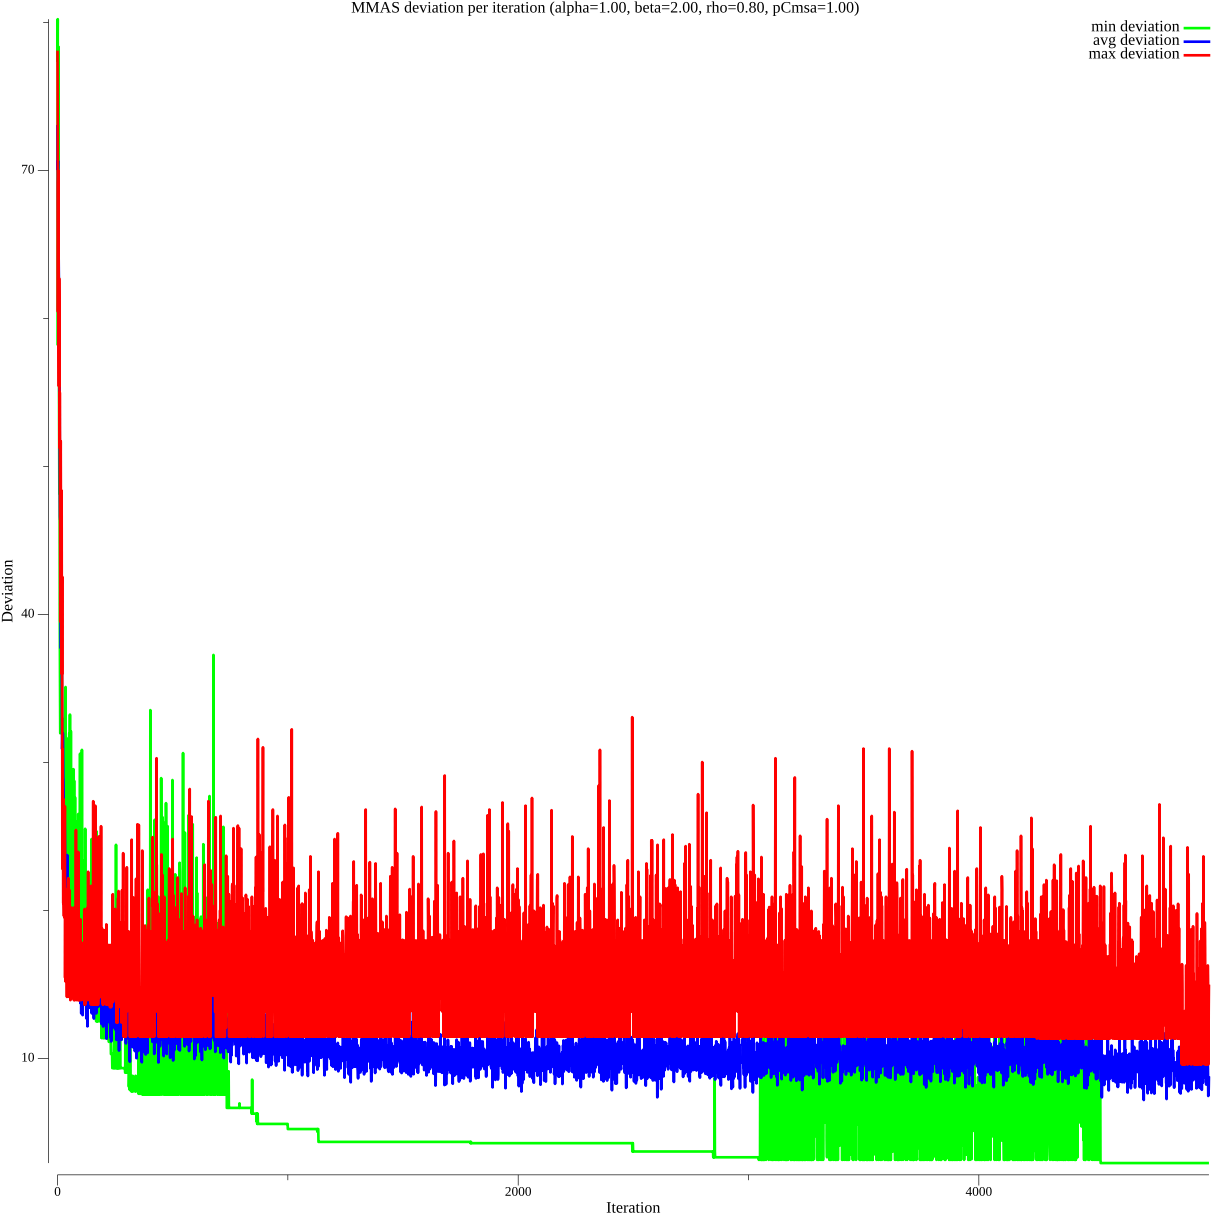 MMAS deviation per iteration (alpha=1.00, beta=2.00, rho=0.80, pCmsa=1.00)
min deviation
avg deviation
max deviation
70
40
10
Deviation
0
2000
4000
Iteration